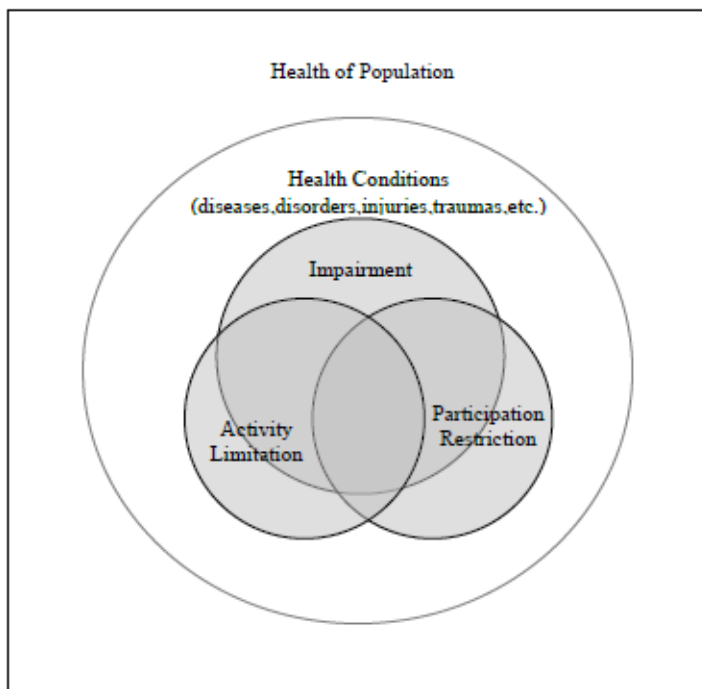 Health of Population
Health Conditions
(diseases,disorders,injuries,traumas,etc.)
Impairment
Activity
Limitation
Participation
Restriction